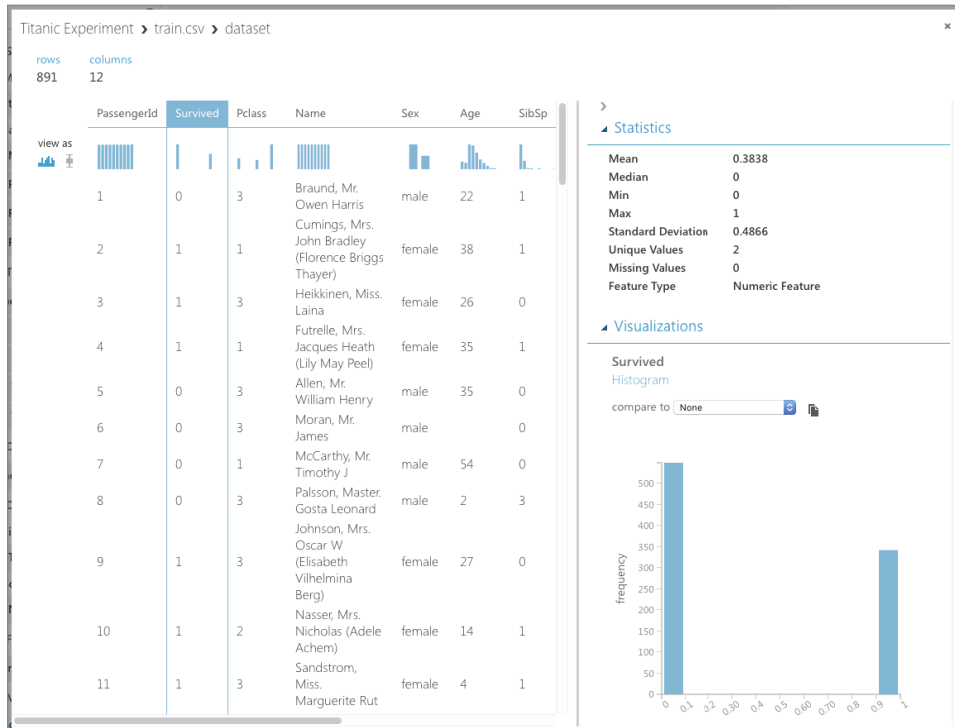 Titanic Experiment ❯ train.csv ❯ dataset
×
rows columns
891 12
PassengerId Survived Pclass Name Sex Age SibSp
view as
1 0 3 Braund, Mr. Owen Harris male 22 1
2 1 1 Cumings, Mrs. John Bradley (Florence Briggs Thayer) female 38 1
3 1 3 Heikkinen, Miss. Laina female 26 0
4 1 1 Futrelle, Mrs. Jacques Heath (Lily May Peel) female 35 1
5 0 3 Allen, Mr. William Henry male 35 0
6 0 3 Moran, Mr. James male 0
7 0 1 McCarthy, Mr. Timothy J male 54 0
8 0 3 Palsson, Master. Gosta Leonard male 2 3
9 1 3 Johnson, Mrs. Oscar W (Elisabeth Vilhelmina Berg) female 27 0
10 1 2 Nasser, Mrs. Nicholas (Adele Achem) female 14 1
11 1 3 Sandstrom, Miss. Marguerite Rut female 4 1
Statistics
Mean 0.3838
Median 0
Min 0
Max 1
Standard Deviation 0.4866
Unique Values 2
Missing Values 0
Feature Type Numeric Feature
Visualizations
Survived
Histogram
compare to None
frequency
500
450
400
350
300
250
200
150
100
50
0
0 0.1 0.2 0.30 0.40 0.50 0.60 0.70 0.8 0.9 1